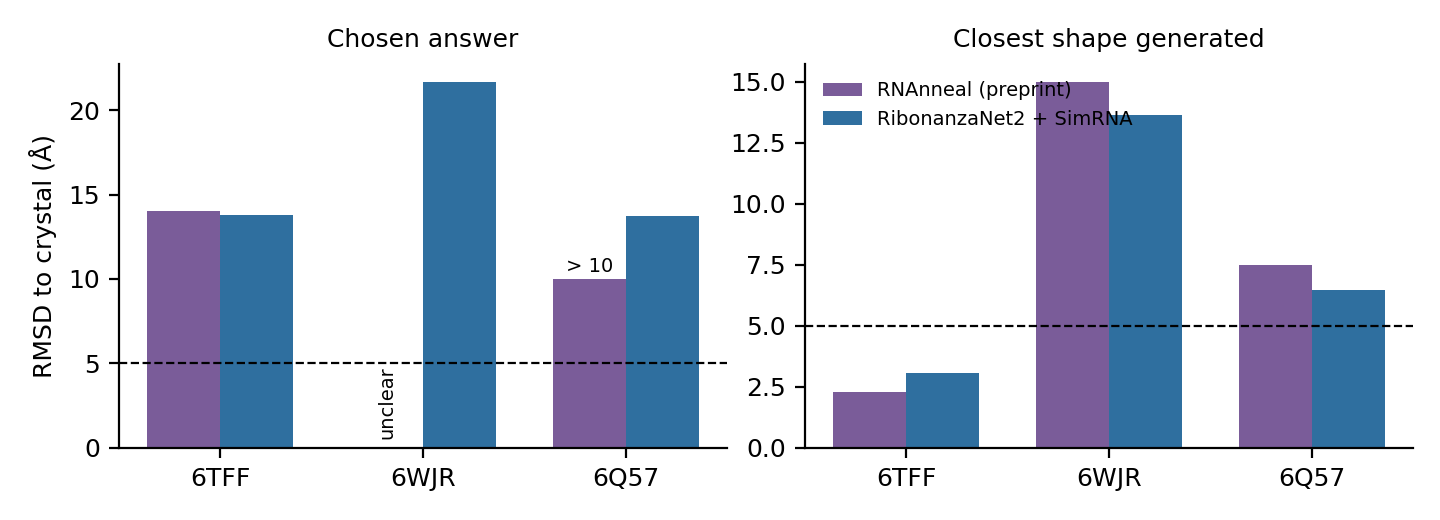 Chosen answer
RMSD to crystal (Å)
20
15
10
5
0
> 10
unclear
6TFF
6WJR
6Q57
Closest shape generated
RNAnneal (preprint)
RibonanzaNet2 + SimRNA
15.0
12.5
10.0
7.5
5.0
2.5
0.0
6TFF
6WJR
6Q57